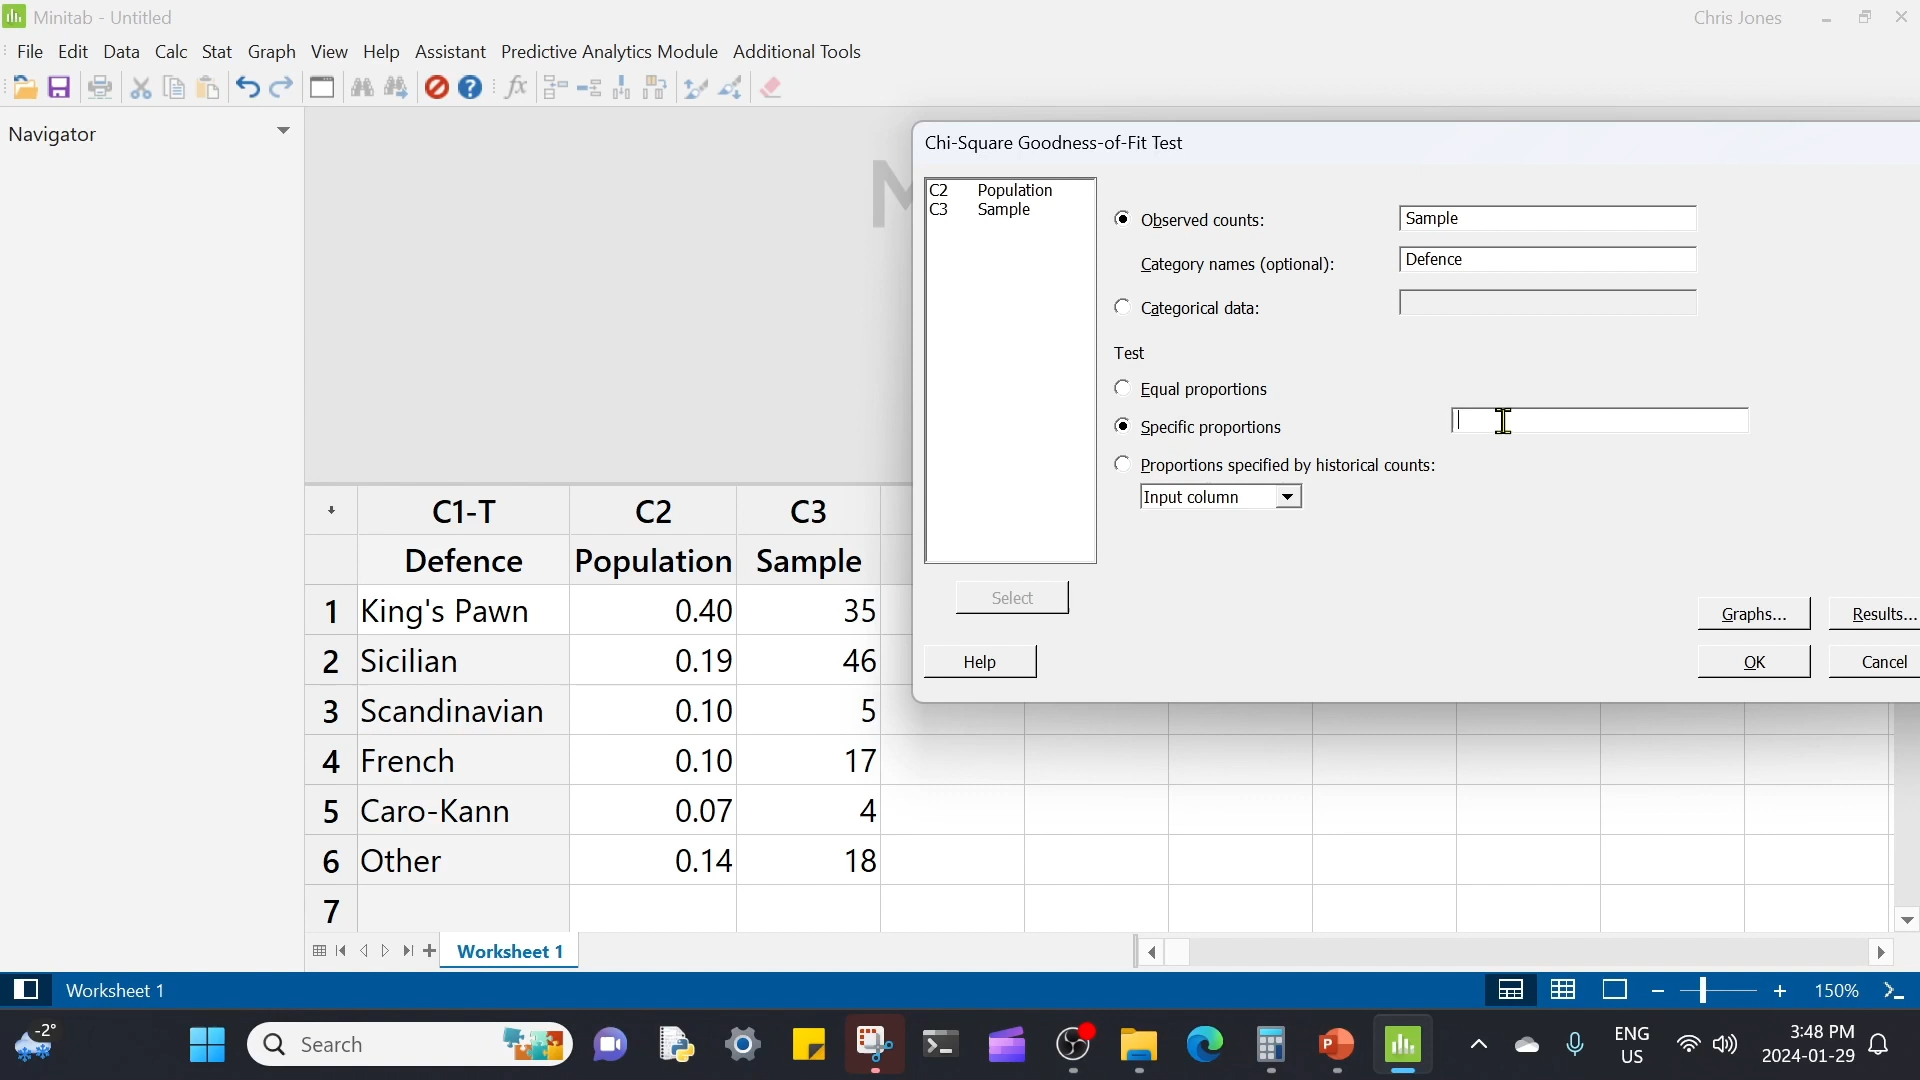 Minitab - Untitled
Chris Jones
File Edit Data Calc Stat Graph View Help Assistant Predictive Analytics Module Additional Tools
Navigator
Chi-Square Goodness-of-Fit Test
C2 Population
C3 Sample
Observed counts: Sample
Category names (optional): Defence
Categorical data:
Test
Equal proportions
Specific proportions
Proportions specified by historical counts:
Input column
Select
Graphs... Results...
Help OK Cancel
C1-T C2 C3
Defence Population Sample
1 King's Pawn 0.40 35
2 Sicilian 0.19 46
3 Scandinavian 0.10 5
4 French 0.10 17
5 Caro-Kann 0.07 4
6 Other 0.14 18
7
Worksheet 1
Worksheet 1
150%
-2°
Search
ENG
US
3:48 PM
2024-01-29